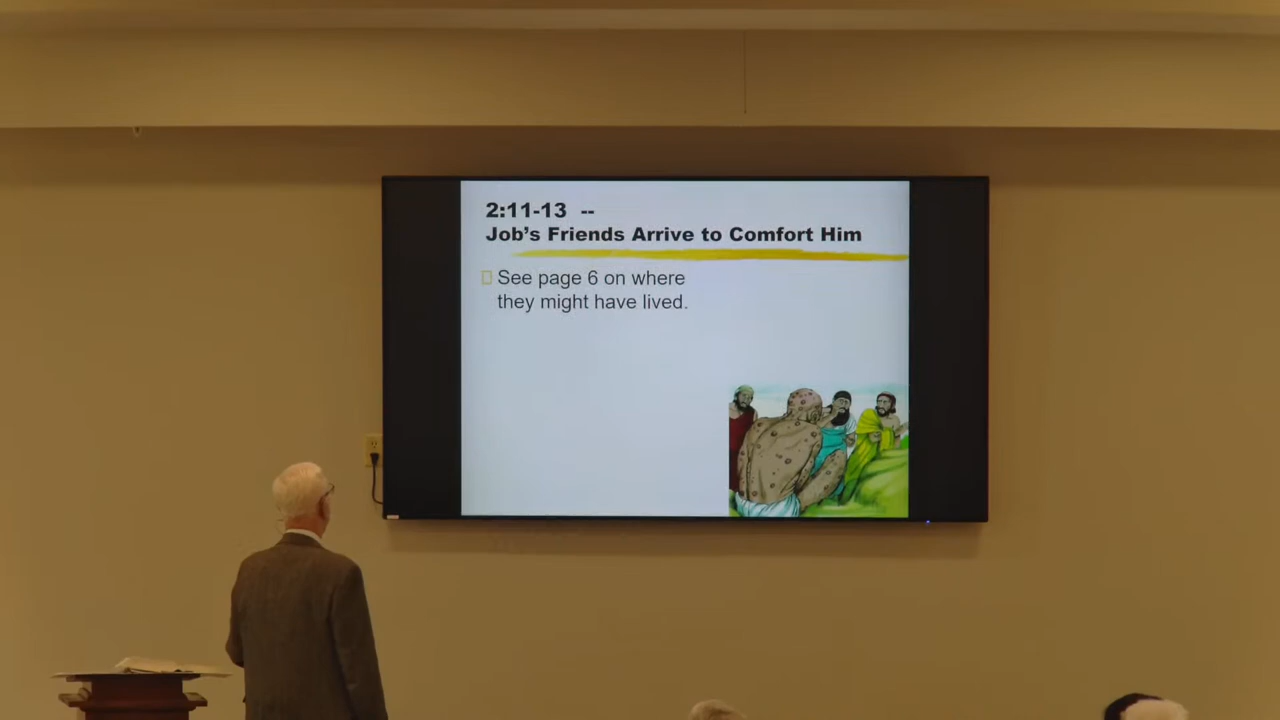 2:11-13 --
Job's Friends Arrive to Comfort Him
See page 6 on where
they might have lived.